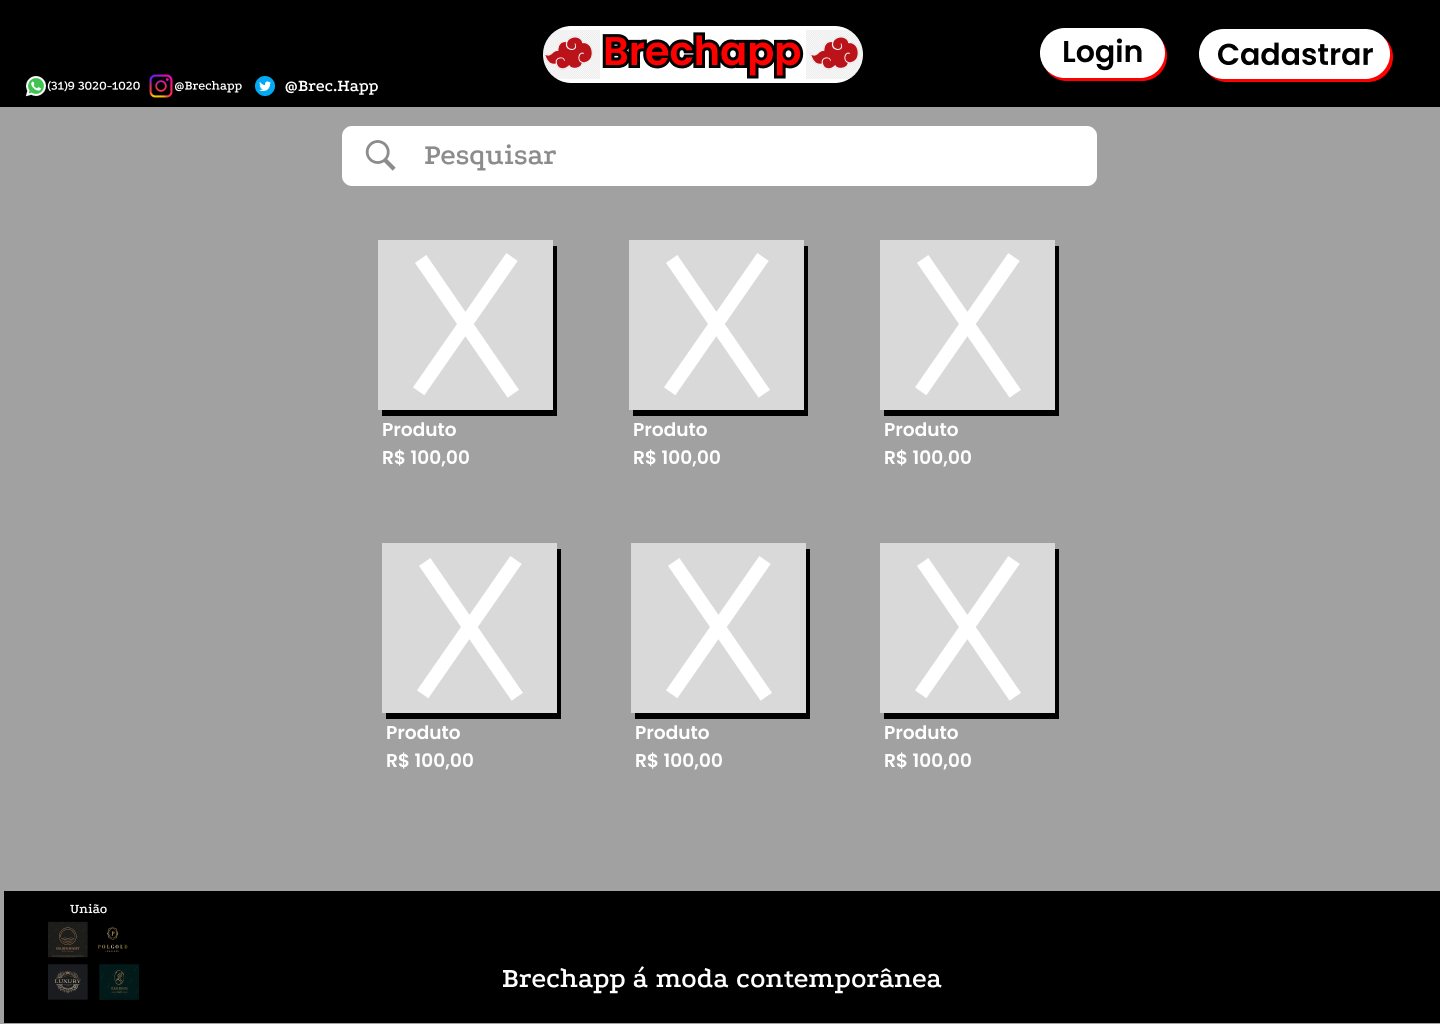 Brechapp
Login
Cadastrar
(31)9 3020-1020
@Brechapp
@Brec.Happ
Pesquisar
Produto
R$ 100,00
Produto
R$ 100,00
Produto
R$ 100,00
Produto
R$ 100,00
Produto
R$ 100,00
Produto
R$ 100,00
União
POLGOLY
LUXURY
Brechapp á moda contemporânea